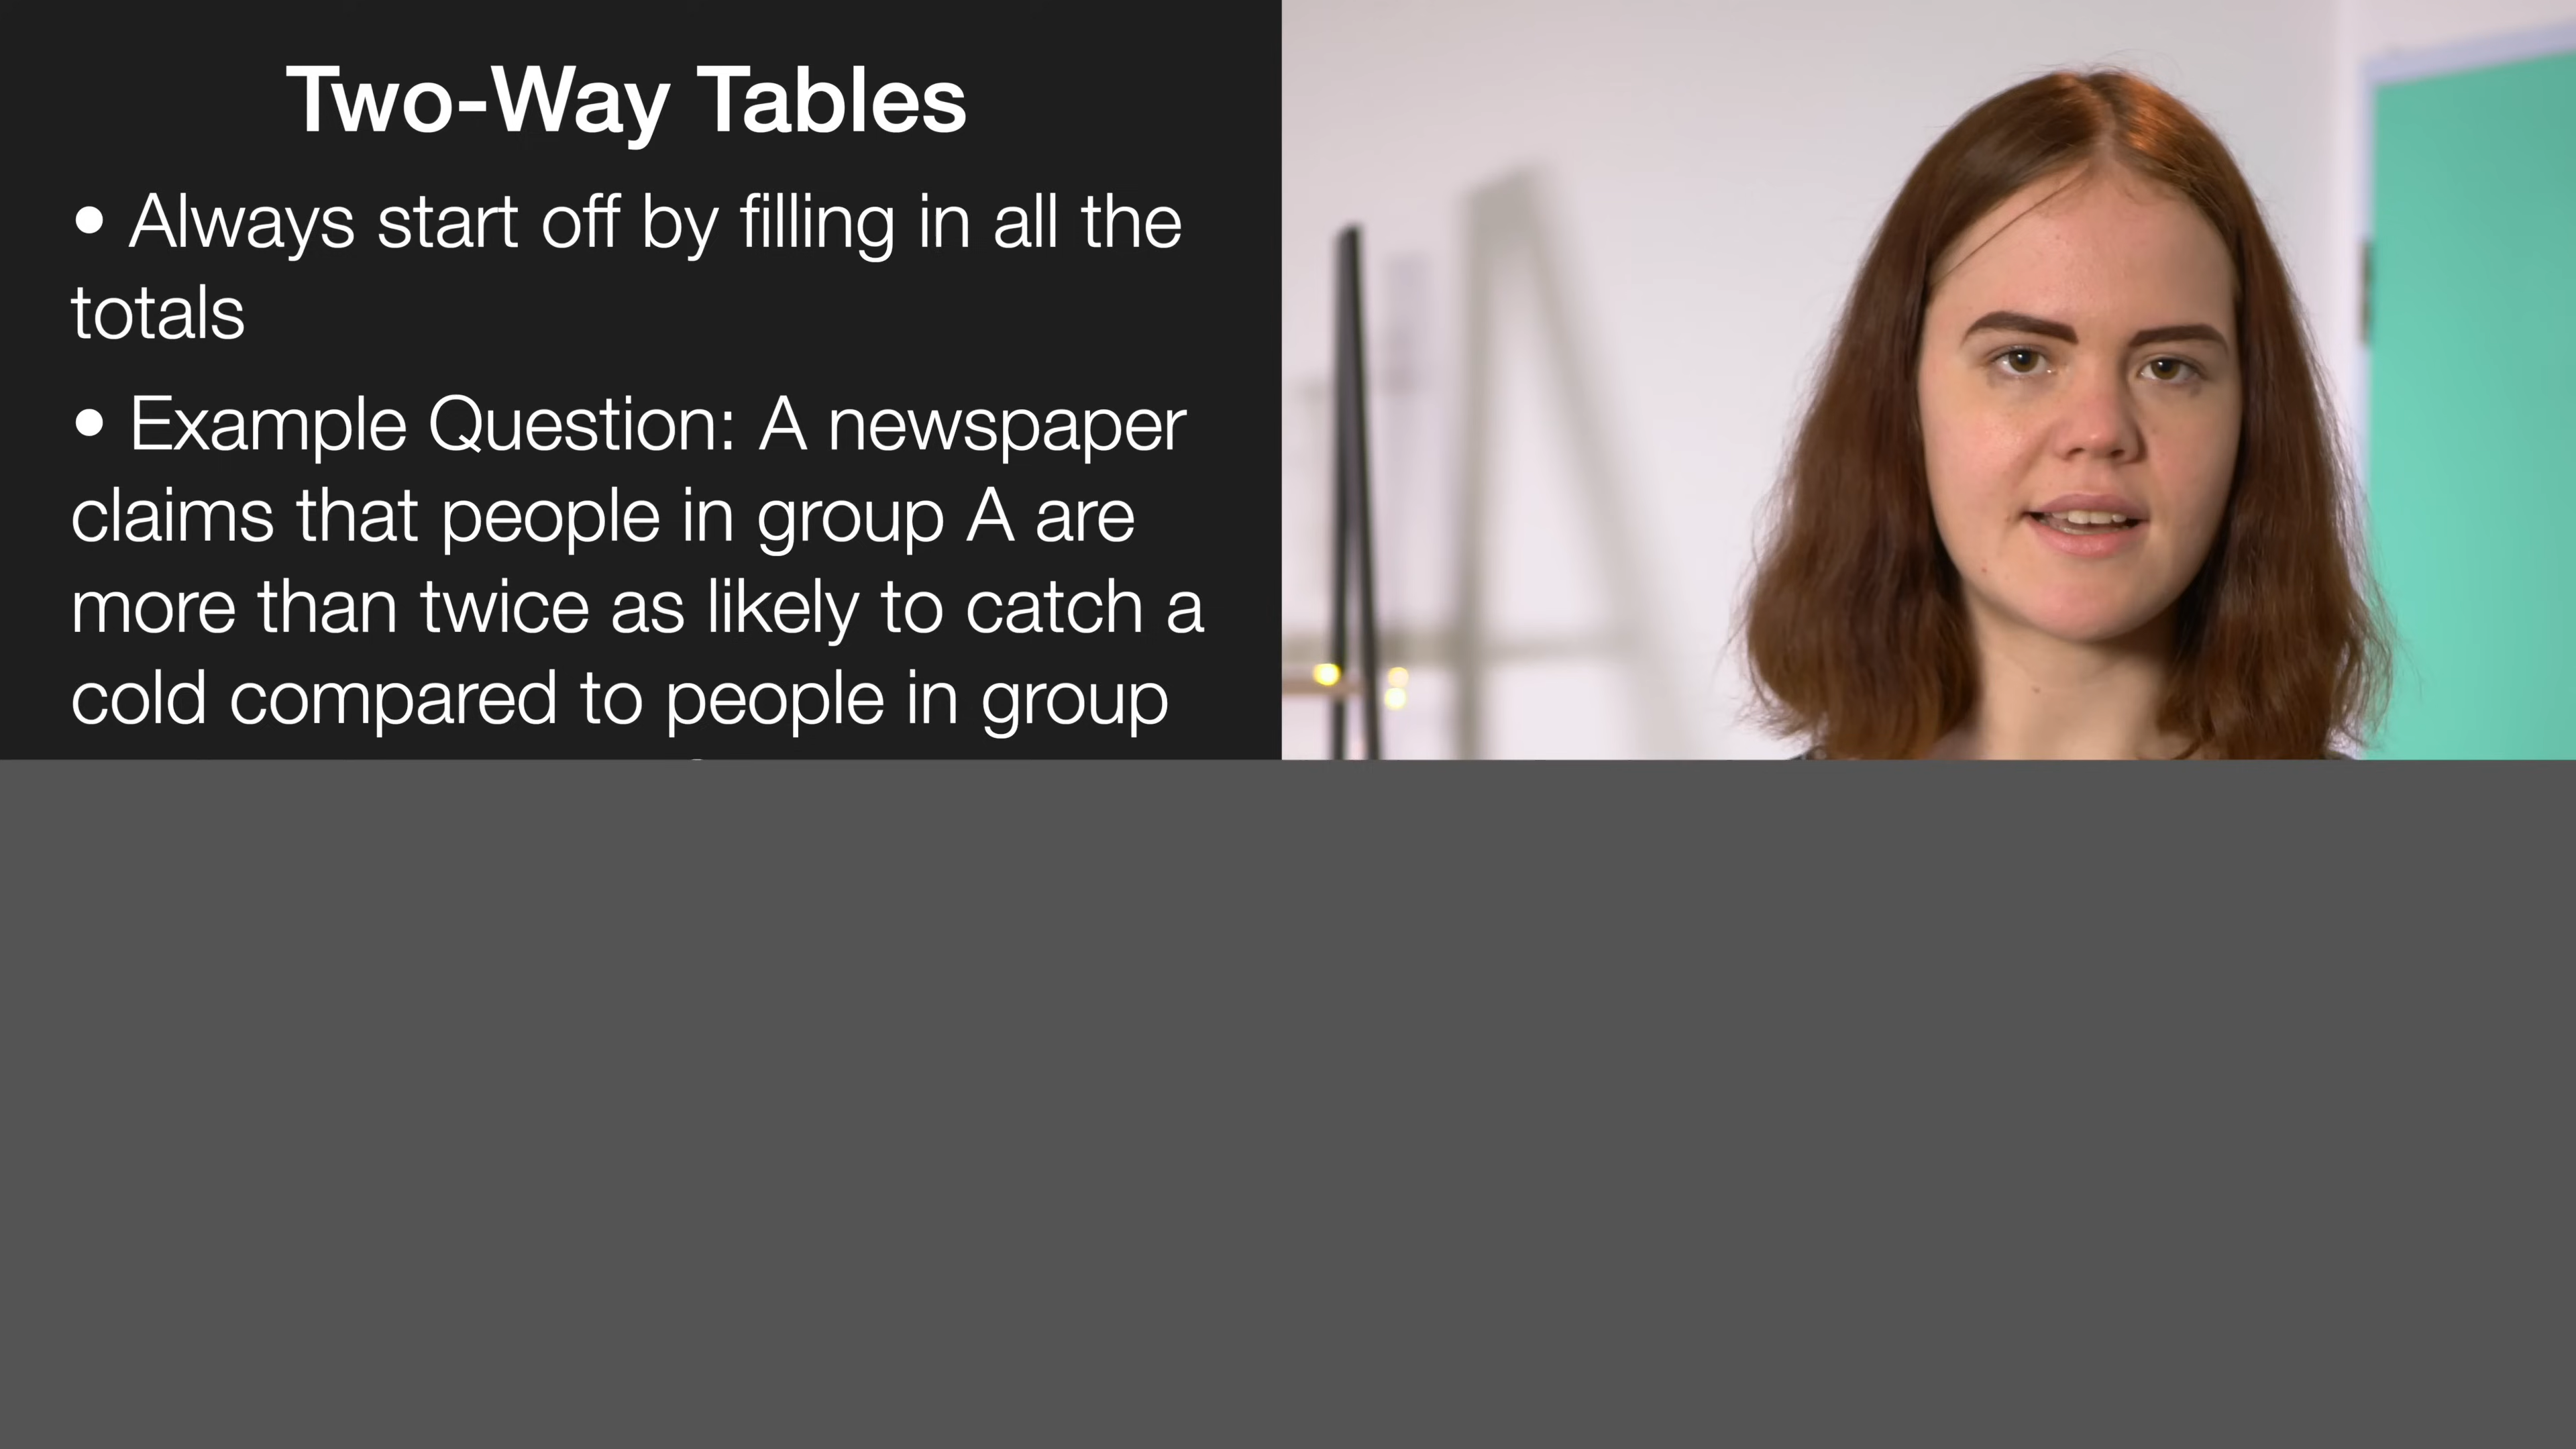 Two-Way Tables
• Always start off by filling in all the
totals
• Example Question: A newspaper
claims that people in group A are
more than twice as likely to catch a
cold compared to people in group